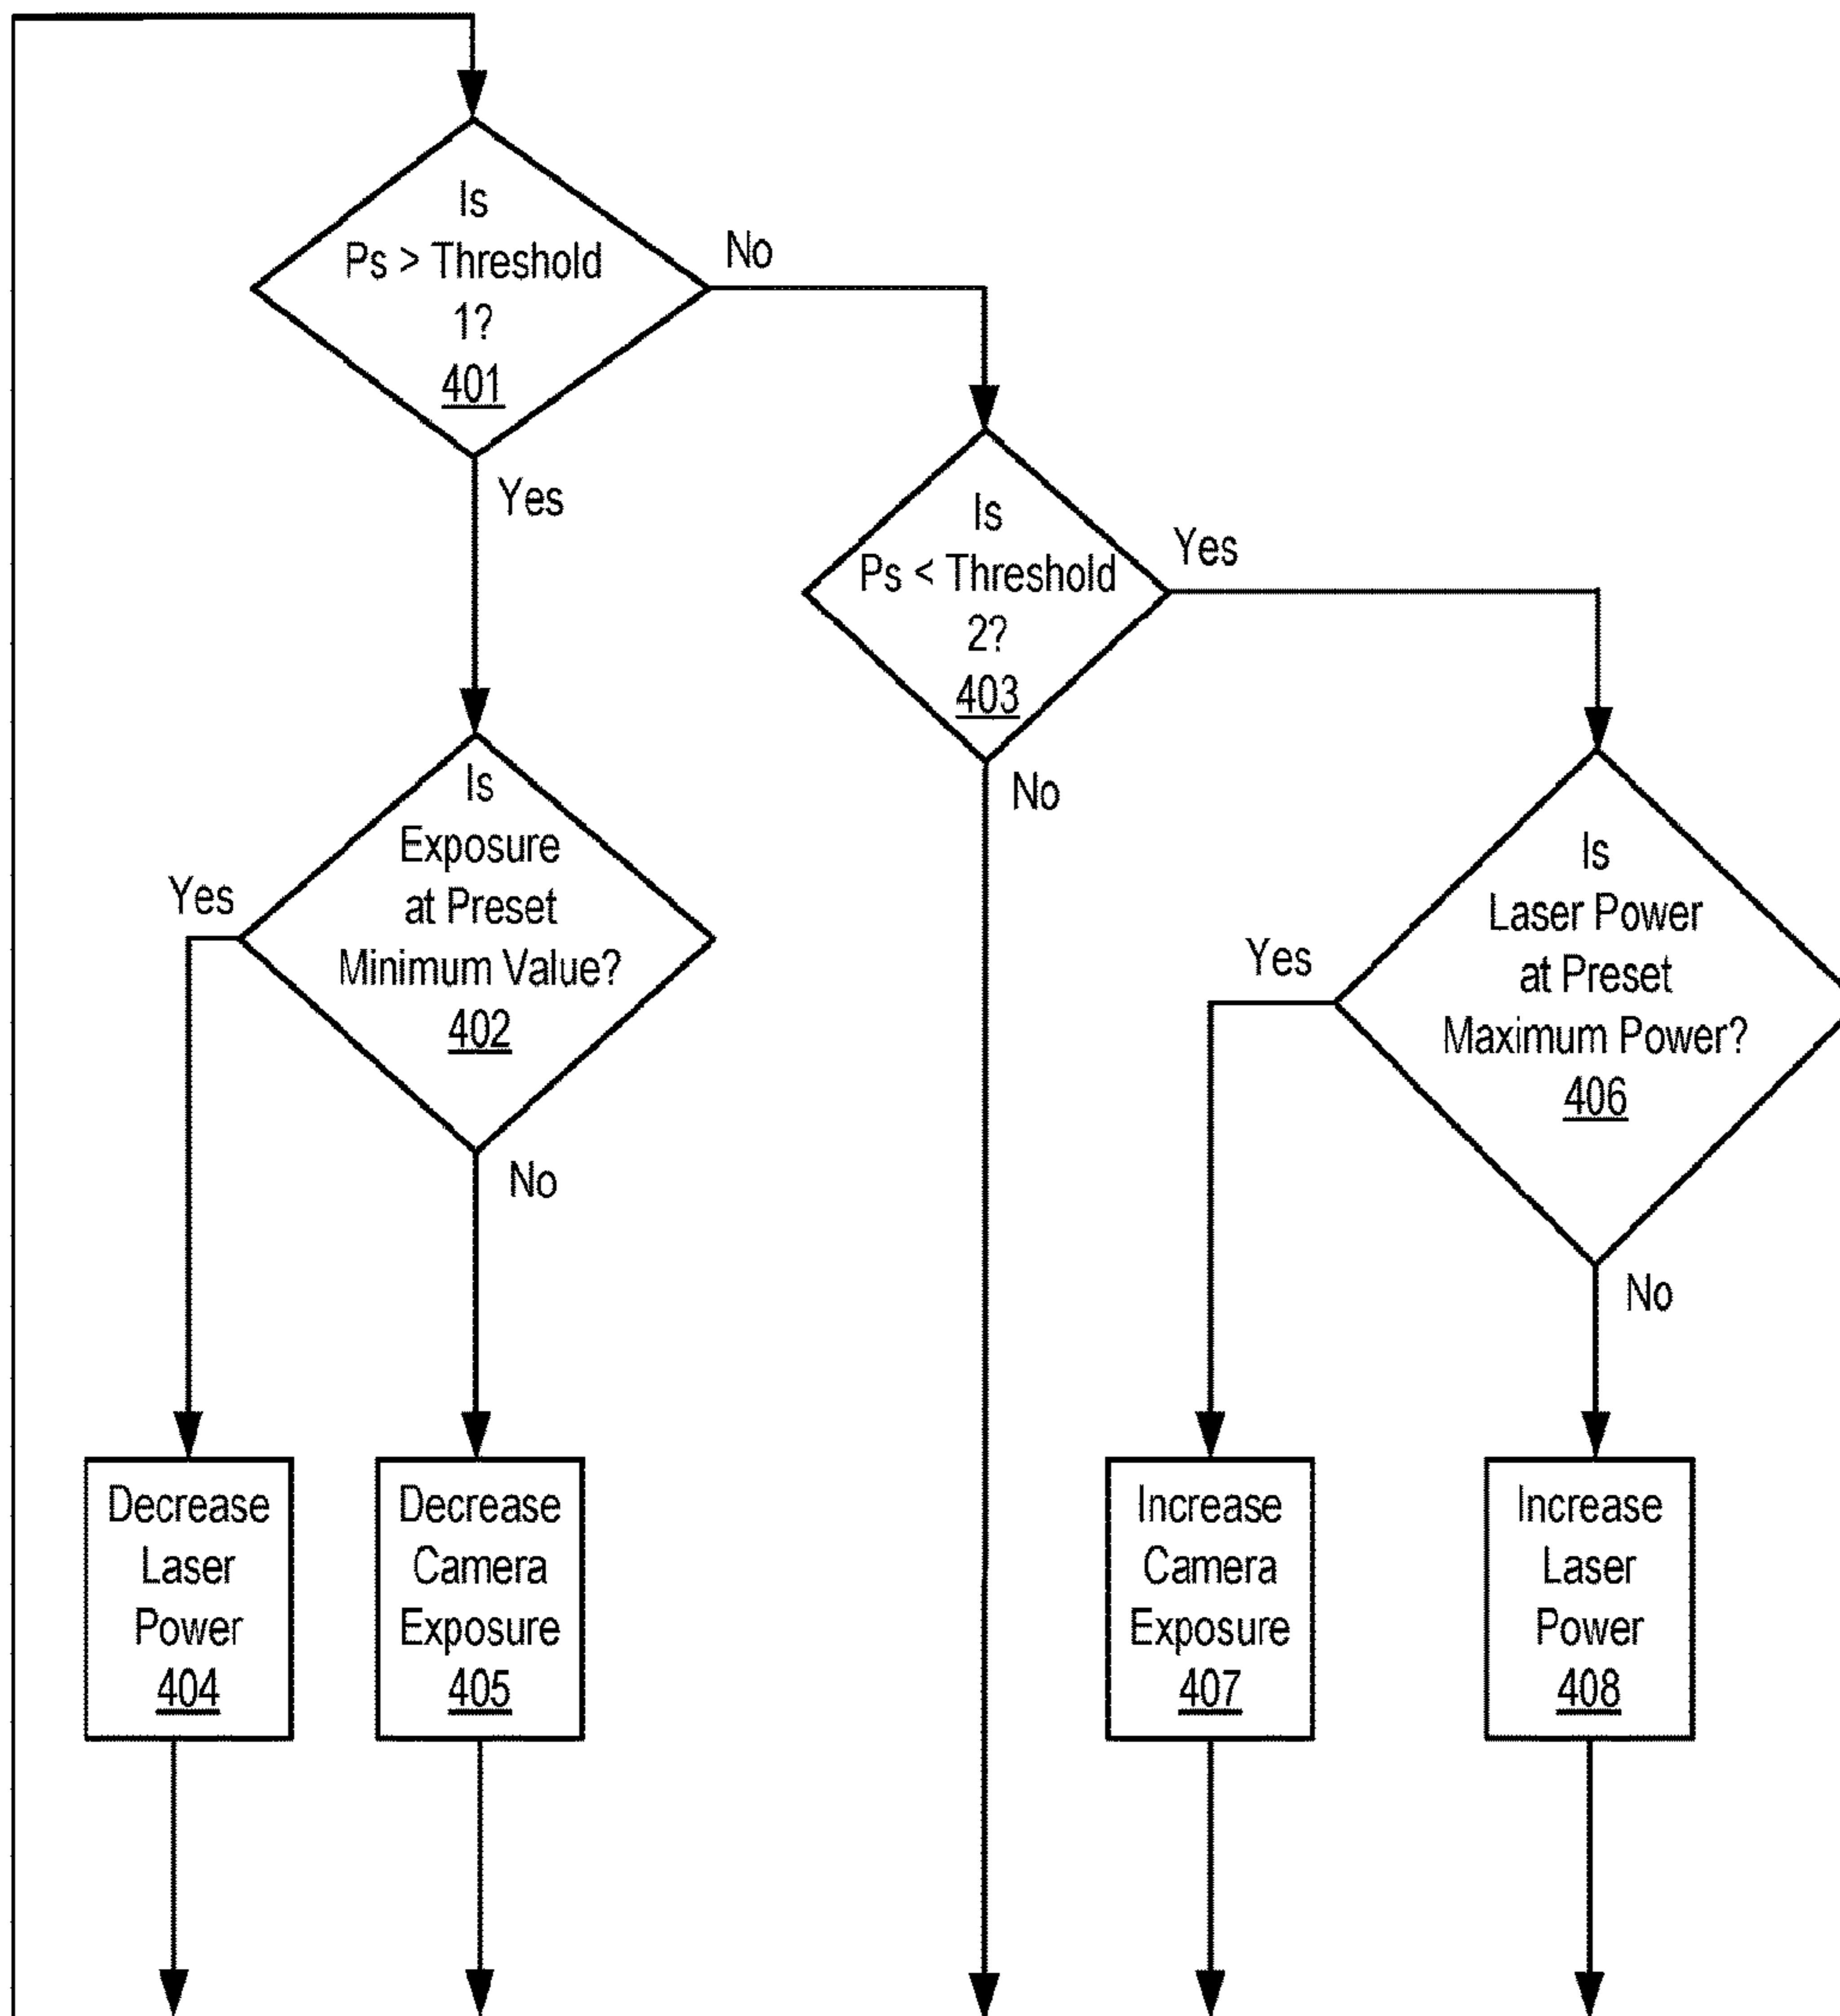 Is
Ps > Threshold
1?
401
No
Yes
Is
Ps < Threshold
2?
403
Yes
No
Is
Exposure
at Preset
Minimum Value?
402
Yes
No
Is
Laser Power
at Preset
Maximum Power?
406
Yes
No
Decrease
Laser
Power
404
Decrease
Camera
Exposure
405
Increase
Camera
Exposure
407
Increase
Laser
Power
408